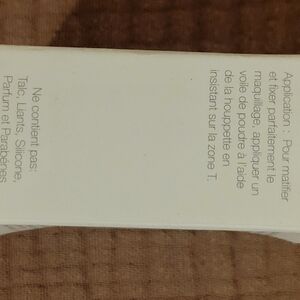 Application : Pour matifier
et fixer parfaitement le
maquillage, appliquer un
voile de poudre à l'aide
de la houppette en
insistant sur la zone T.
Ne contient pas:
Talc, Liants, Silicone,
Parfum et Parabènes